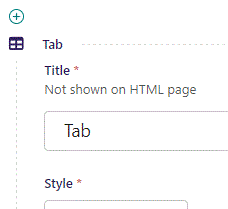 Tab
Title *
Not shown on HTML page
Tab
Style *